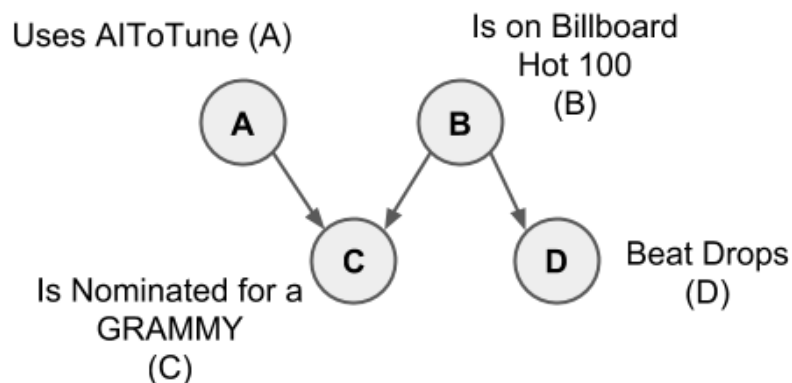 Uses AIToTune (A)
Is on Billboard
Hot 100
(B)
A
B
C
D
Is Nominated for a
GRAMMY
(C)
Beat Drops
(D)